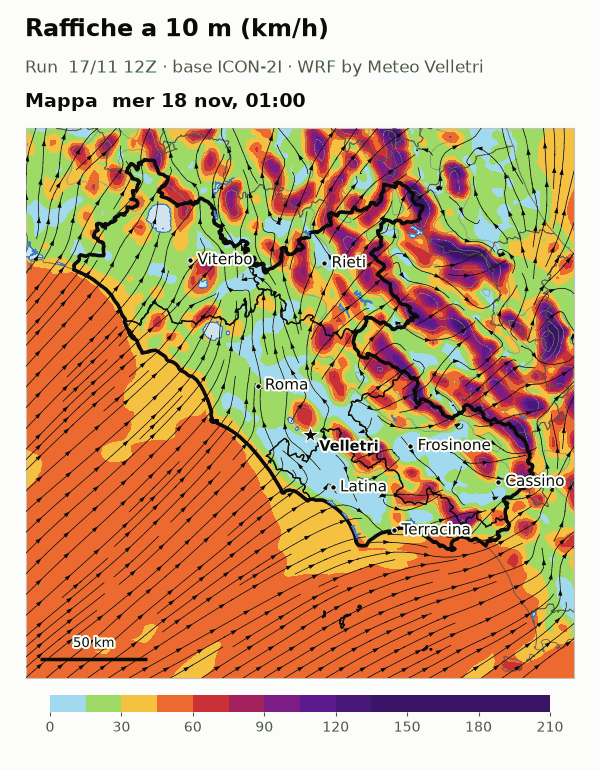 Raffiche a 10 m (km/h)
Run  17/11 12Z · base ICON-2I · WRF by Meteo Velletri
Mappa  mer 18 nov, 01:00
Viterbo
Rieti
Roma
Velletri
Frosinone
Cassino
Latina
Terracina
50 km
0 30 60 90 120 150 180 210